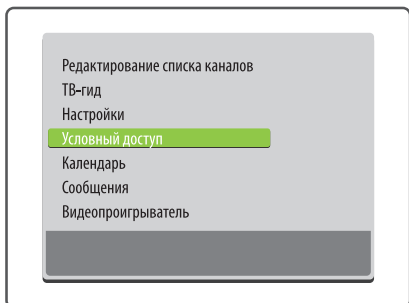 Редактирование списка каналов
ТВ-гид
Настройки
Условный доступ
Календарь
Сообщения
Видеопроигрыватель